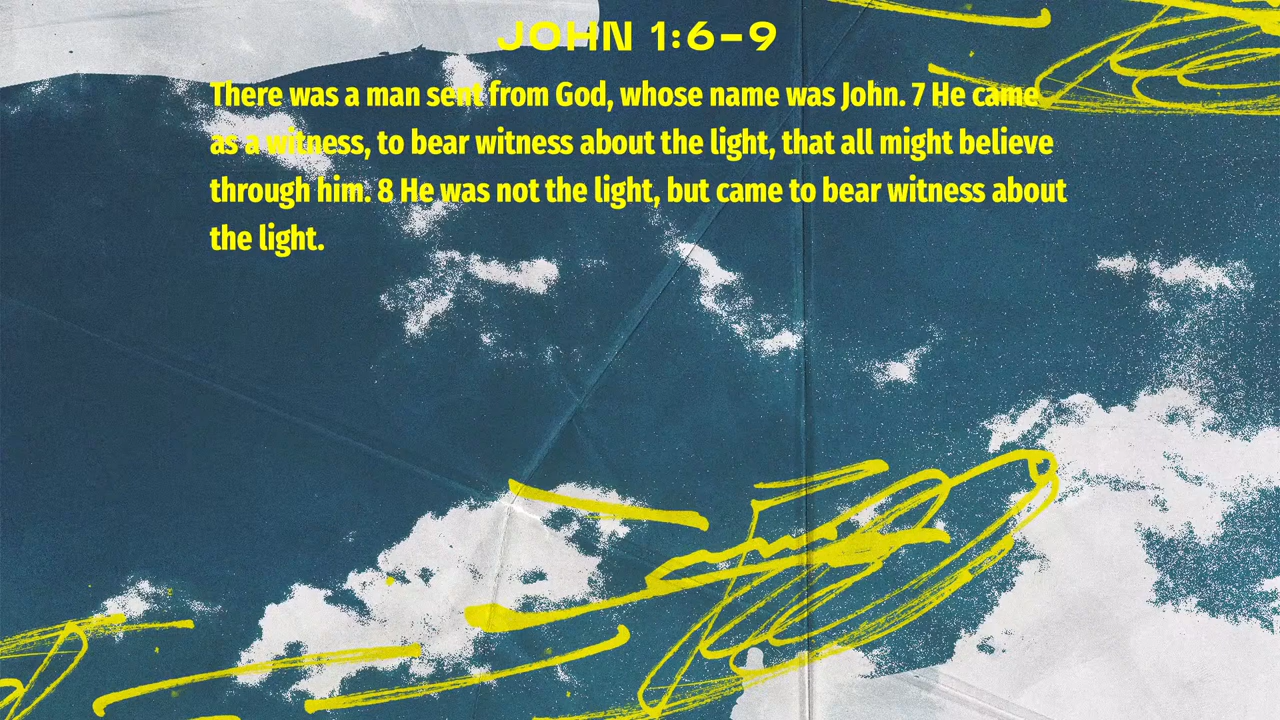 JOHN 1:6–9
There was a man sent from God, whose name was John. 7 He came
as a witness, to bear witness about the light, that all might believe
through him. 8 He was not the light, but came to bear witness about
the light.